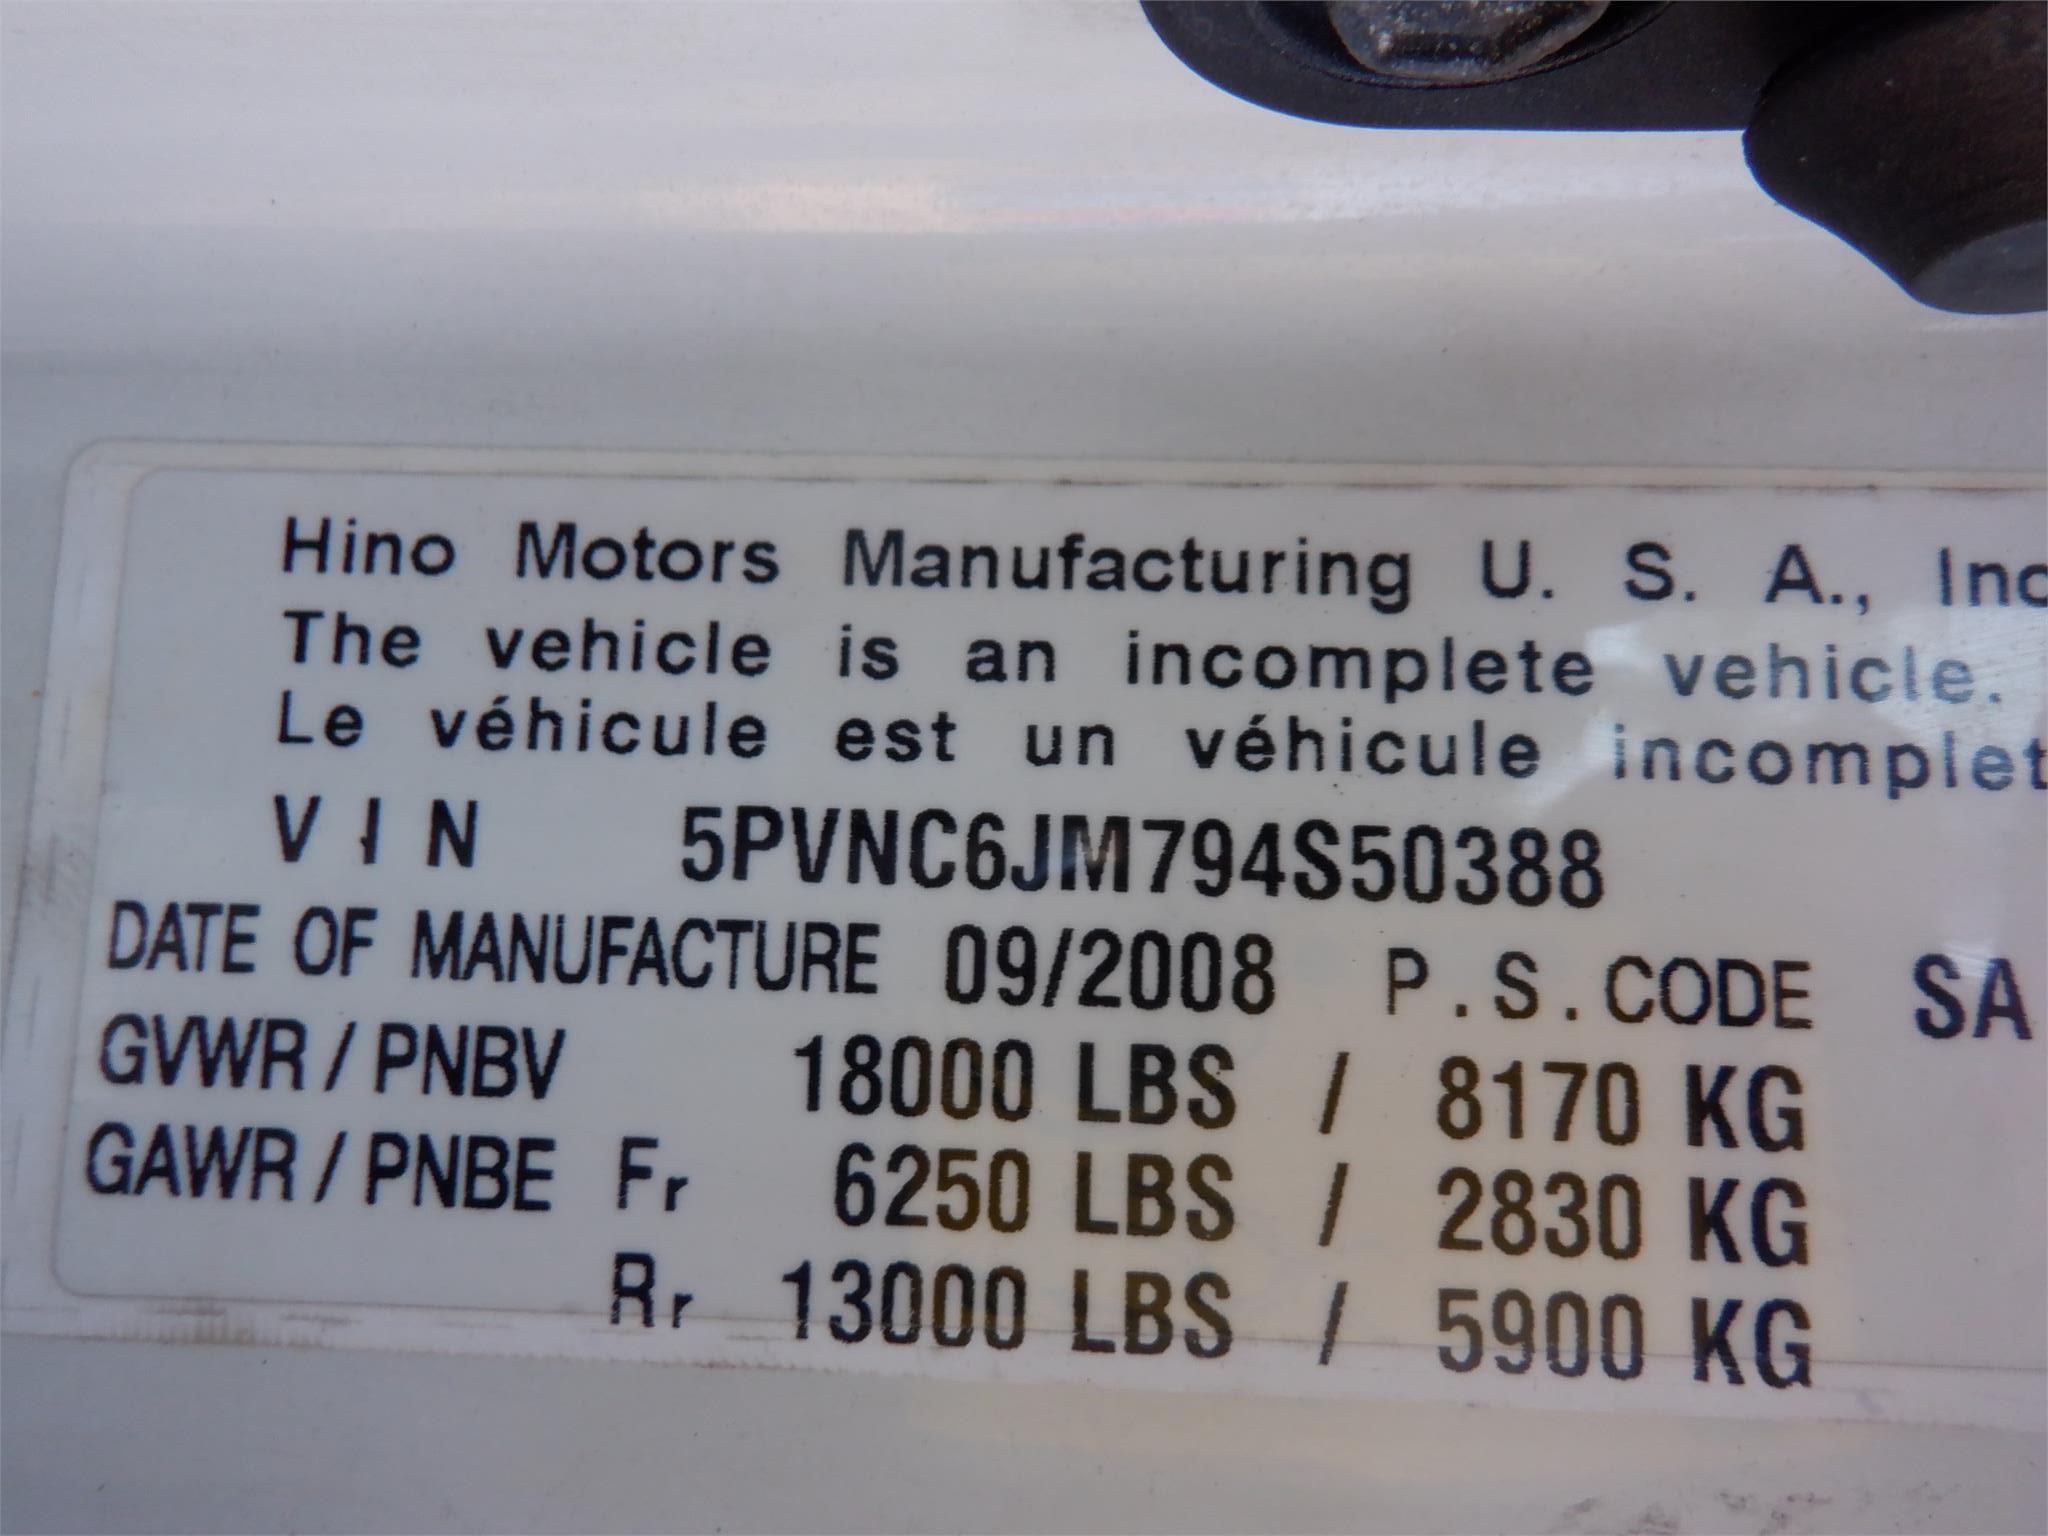 Hino Motors Manufacturing U. S. A., Inc
The vehicle is an incomplete vehicle.
Le véhicule est un véhicule incomplet
VIN 5PVNC6JM794S50388
DATE OF MANUFACTURE 09/2008 P.S.CODE SA
GVWR / PNBV 18000 LBS / 8170 KG
GAWR / PNBE Fr 6250 LBS / 2830 KG
Rr 13000 LBS / 5900 KG